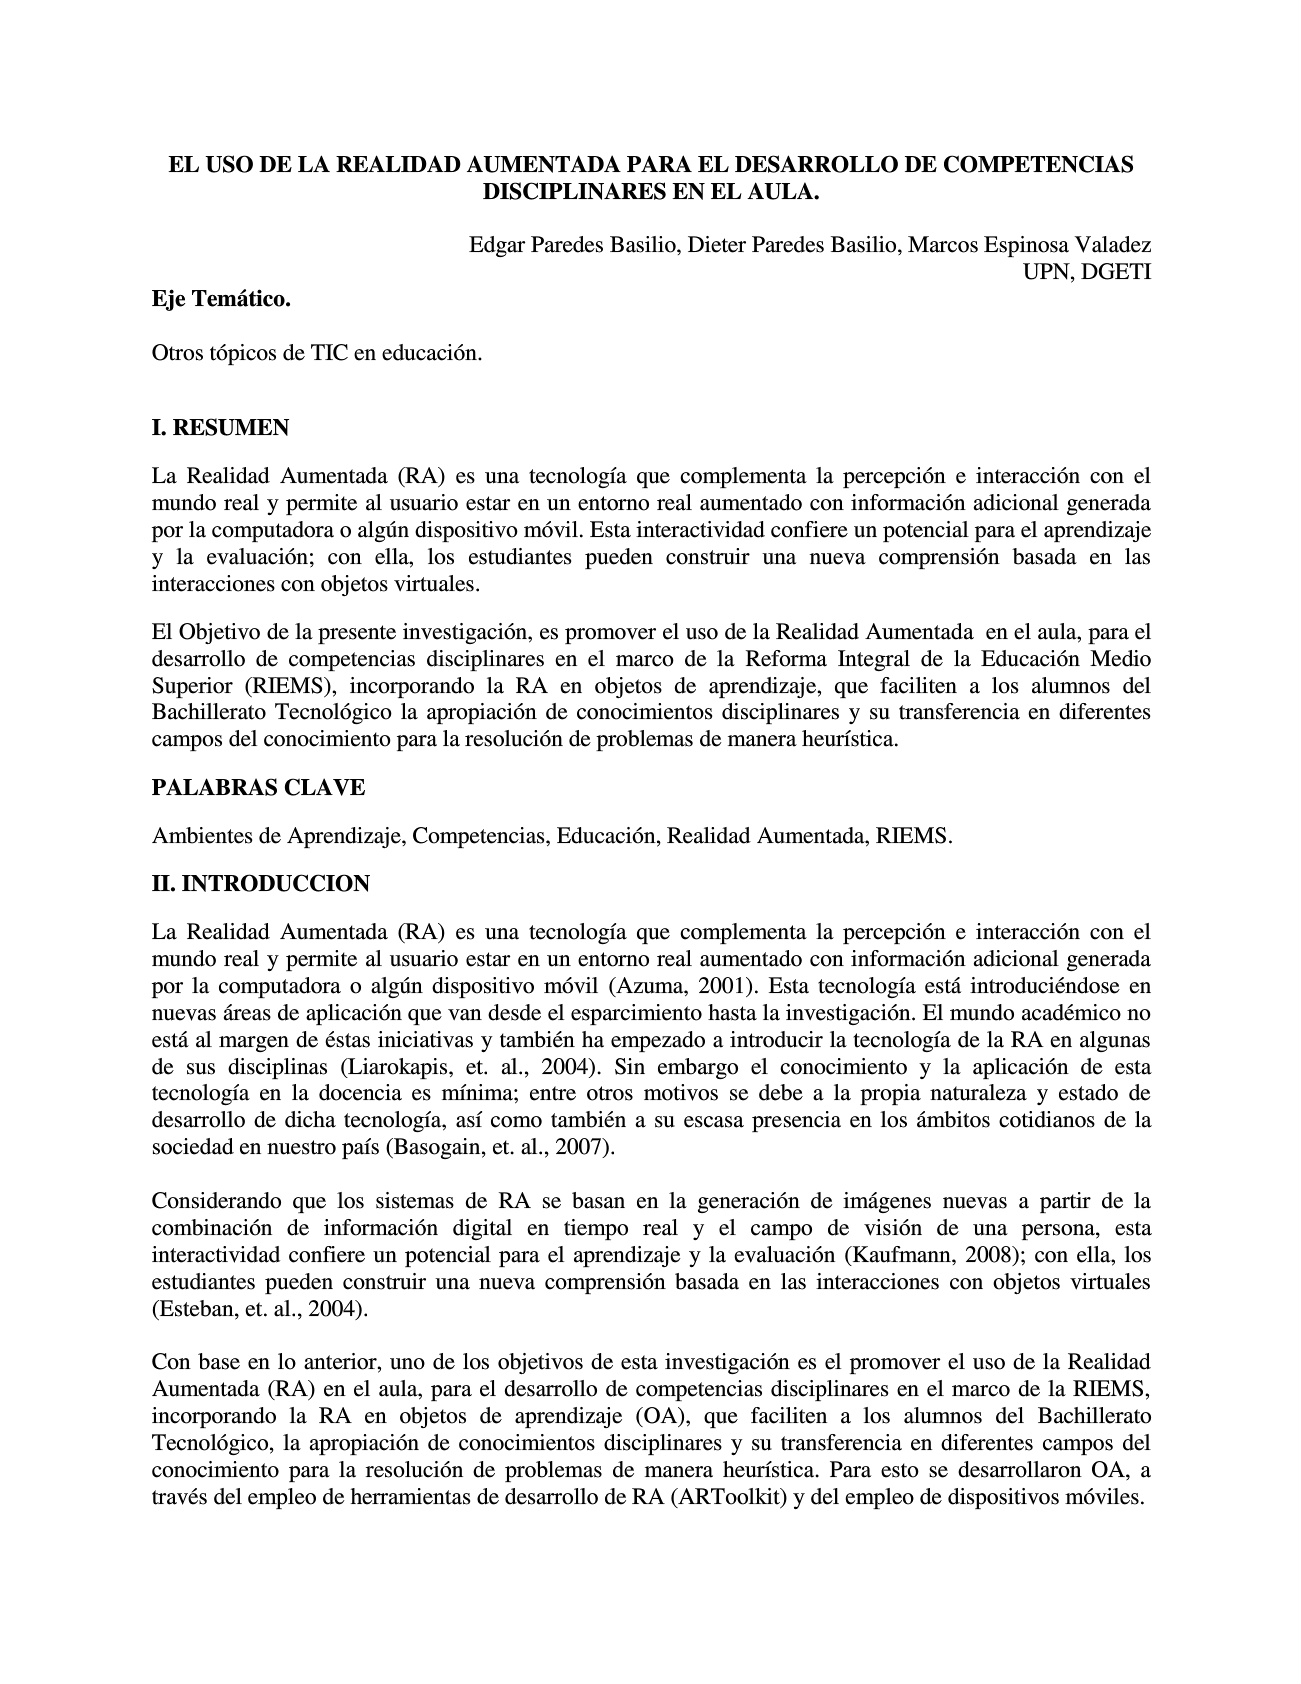 EL USO DE LA REALIDAD AUMENTADA PARA EL DESARROLLO DE COMPETENCIAS
DISCIPLINARES EN EL AULA.
Edgar Paredes Basilio, Dieter Paredes Basilio, Marcos Espinosa Valadez
UPN, DGETI
Eje Temático.
Otros tópicos de TIC en educación.
I. RESUMEN
La Realidad Aumentada (RA) es una tecnología que complementa la percepción e interacción con el
mundo real y permite al usuario estar en un entorno real aumentado con información adicional generada
por la computadora o algún dispositivo móvil. Esta interactividad confiere un potencial para el aprendizaje
y la evaluación; con ella, los estudiantes pueden construir una nueva comprensión basada en las
interacciones con objetos virtuales.
El Objetivo de la presente investigación, es promover el uso de la Realidad Aumentada en el aula, para el
desarrollo de competencias disciplinares en el marco de la Reforma Integral de la Educación Medio
Superior (RIEMS), incorporando la RA en objetos de aprendizaje, que faciliten a los alumnos del
Bachillerato Tecnológico la apropiación de conocimientos disciplinares y su transferencia en diferentes
campos del conocimiento para la resolución de problemas de manera heurística.
PALABRAS CLAVE
Ambientes de Aprendizaje, Competencias, Educación, Realidad Aumentada, RIEMS.
II. INTRODUCCION
La Realidad Aumentada (RA) es una tecnología que complementa la percepción e interacción con el
mundo real y permite al usuario estar en un entorno real aumentado con información adicional generada
por la computadora o algún dispositivo móvil (Azuma, 2001). Esta tecnología está introduciéndose en
nuevas áreas de aplicación que van desde el esparcimiento hasta la investigación. El mundo académico no
está al margen de éstas iniciativas y también ha empezado a introducir la tecnología de la RA en algunas
de sus disciplinas (Liarokapis, et. al., 2004). Sin embargo el conocimiento y la aplicación de esta
tecnología en la docencia es mínima; entre otros motivos se debe a la propia naturaleza y estado de
desarrollo de dicha tecnología, así como también a su escasa presencia en los ámbitos cotidianos de la
sociedad en nuestro país (Basogain, et. al., 2007).
Considerando que los sistemas de RA se basan en la generación de imágenes nuevas a partir de la
combinación de información digital en tiempo real y el campo de visión de una persona, esta
interactividad confiere un potencial para el aprendizaje y la evaluación (Kaufmann, 2008); con ella, los
estudiantes pueden construir una nueva comprensión basada en las interacciones con objetos virtuales
(Esteban, et. al., 2004).
Con base en lo anterior, uno de los objetivos de esta investigación es el promover el uso de la Realidad
Aumentada (RA) en el aula, para el desarrollo de competencias disciplinares en el marco de la RIEMS,
incorporando la RA en objetos de aprendizaje (OA), que faciliten a los alumnos del Bachillerato
Tecnológico, la apropiación de conocimientos disciplinares y su transferencia en diferentes campos del
conocimiento para la resolución de problemas de manera heurística. Para esto se desarrollaron OA, a
través del empleo de herramientas de desarrollo de RA (ARToolkit) y del empleo de dispositivos móviles.